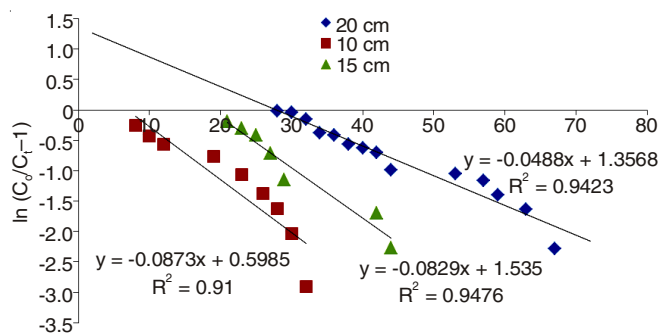 1.5
1.0
0.5
0
-0.5
-1.0
-1.5
-2.0
-2.5
-3.0
-3.5
0 10 20 30 40 50 60 70 80
ln (C₀/Cₜ–1)
20 cm
10 cm
15 cm
y = -0.0488x + 1.3568
R² = 0.9423
y = -0.0873x + 0.5985
R² = 0.91
y = -0.0829x + 1.535
R² = 0.9476